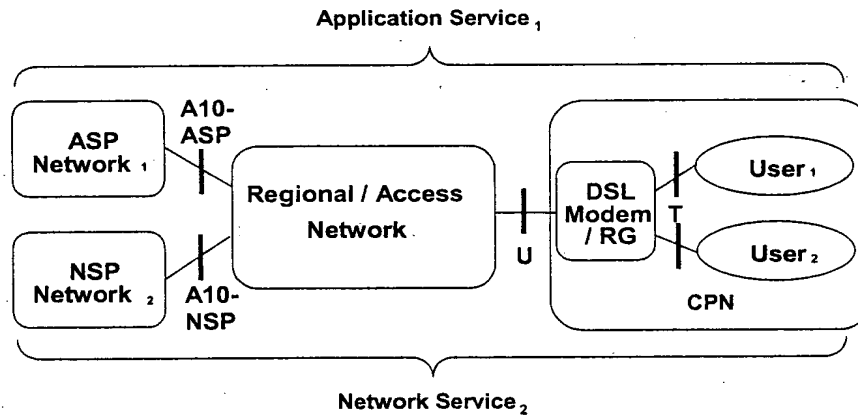 Application Service 1
A10-
ASP
ASP
Network 1
Regional / Access
Network
DSL
Modem
/ RG
User 1
T
User 2
U
NSP
Network 2
A10-
NSP
CPN
Network Service 2